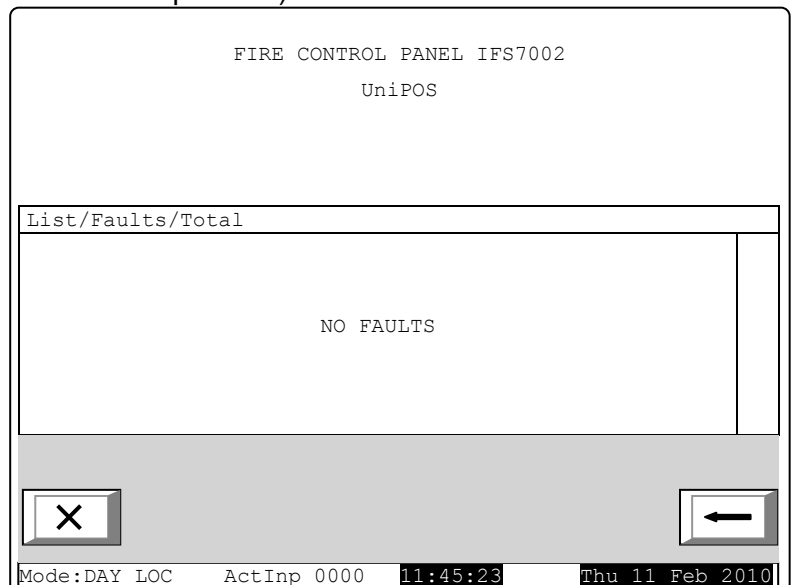 FIRE CONTROL PANEL IFS7002
UniPOS
List/Faults/Total
NO FAULTS
Mode:DAY LOC ActInp 0000 11:45:23 Thu 11 Feb 2010